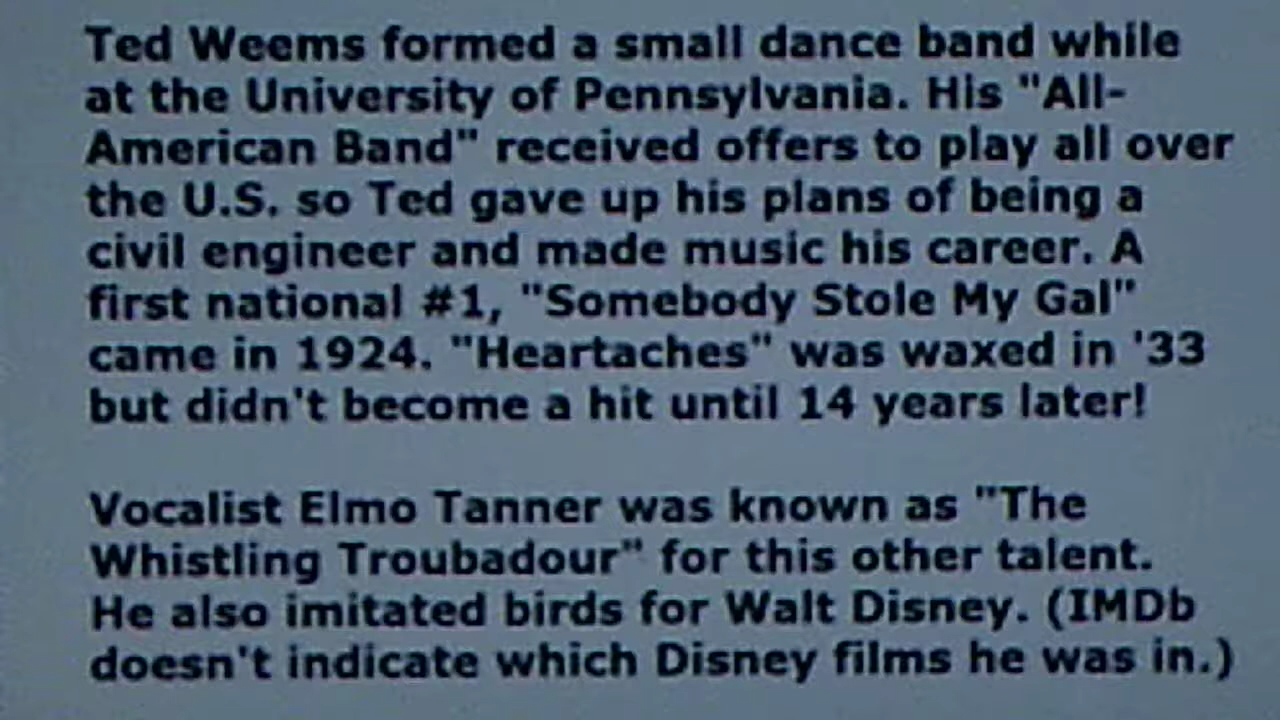 Ted Weems formed a small dance band while
at the University of Pennsylvania. His "All-
American Band" received offers to play all over
the U.S. so Ted gave up his plans of being a
civil engineer and made music his career. A
first national #1, "Somebody Stole My Gal"
came in 1924. "Heartaches" was waxed in '33
but didn't become a hit until 14 years later!
Vocalist Elmo Tanner was known as "The
Whistling Troubadour" for this other talent.
He also imitated birds for Walt Disney. (IMDb
doesn't indicate which Disney films he was in.)